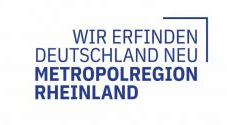 WIR ERFINDEN
DEUTSCHLAND NEU
METROPOLREGION
RHEINLAND